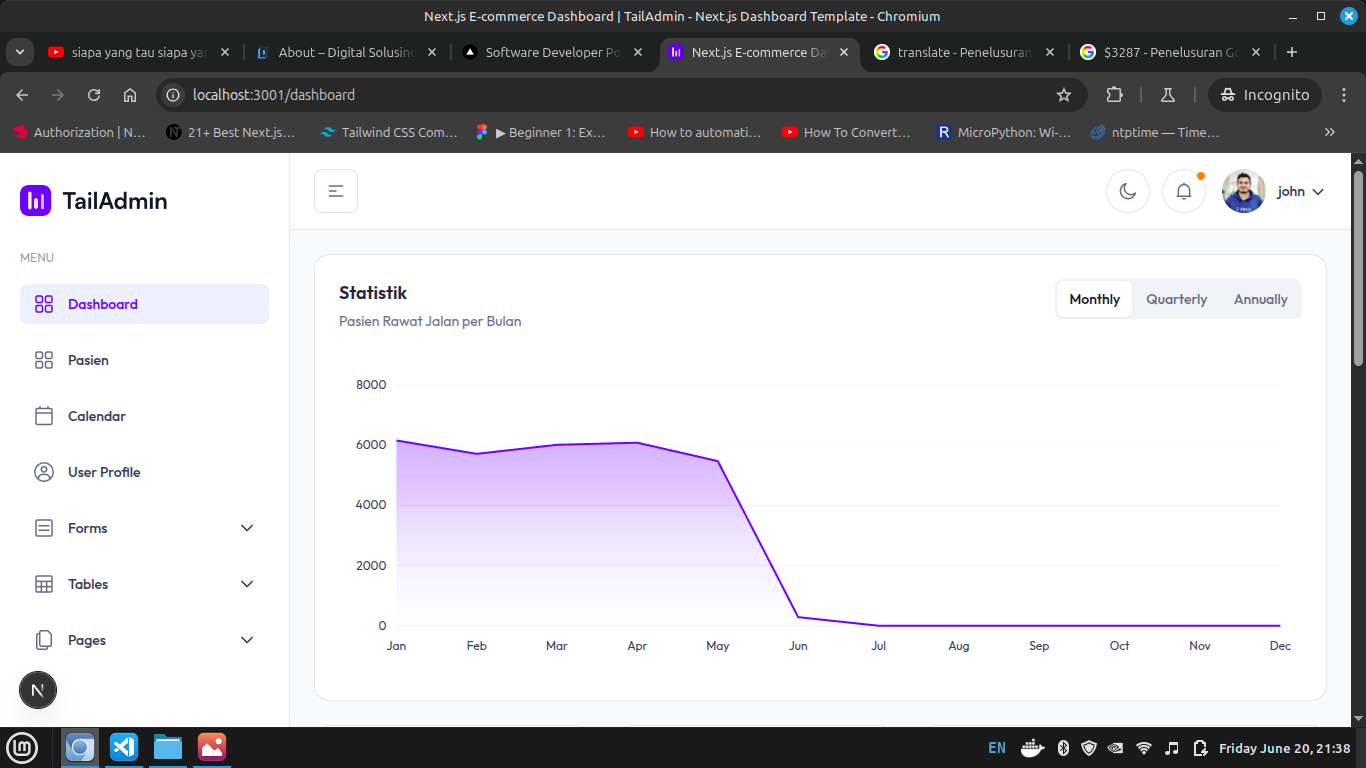 Next.js E-commerce Dashboard | TailAdmin - Next.js Dashboard Template - Chromium
siapa yang tau siapa ya
About – Digital Solusin
Software Developer Po
Next.js E-commerce Da
translate - Penelusuran
$3287 - Penelusuran Go
localhost:3001/dashboard
Incognito
Authorization | N...
21+ Best Next.js...
Tailwind CSS Com...
▶ Beginner 1: Ex...
How to automati...
How To Convert...
R
MicroPython: Wi-...
ntptime — Time...
TailAdmin
john
MENU
Dashboard
Pasien
Calendar
User Profile
Forms
Tables
Pages
N
Statistik
Pasien Rawat Jalan per Bulan
Monthly
Quarterly
Annually
8000
6000
4000
2000
0
Jan
Feb
Mar
Apr
May
Jun
Jul
Aug
Sep
Oct
Nov
Dec
EN
Friday June 20, 21:38